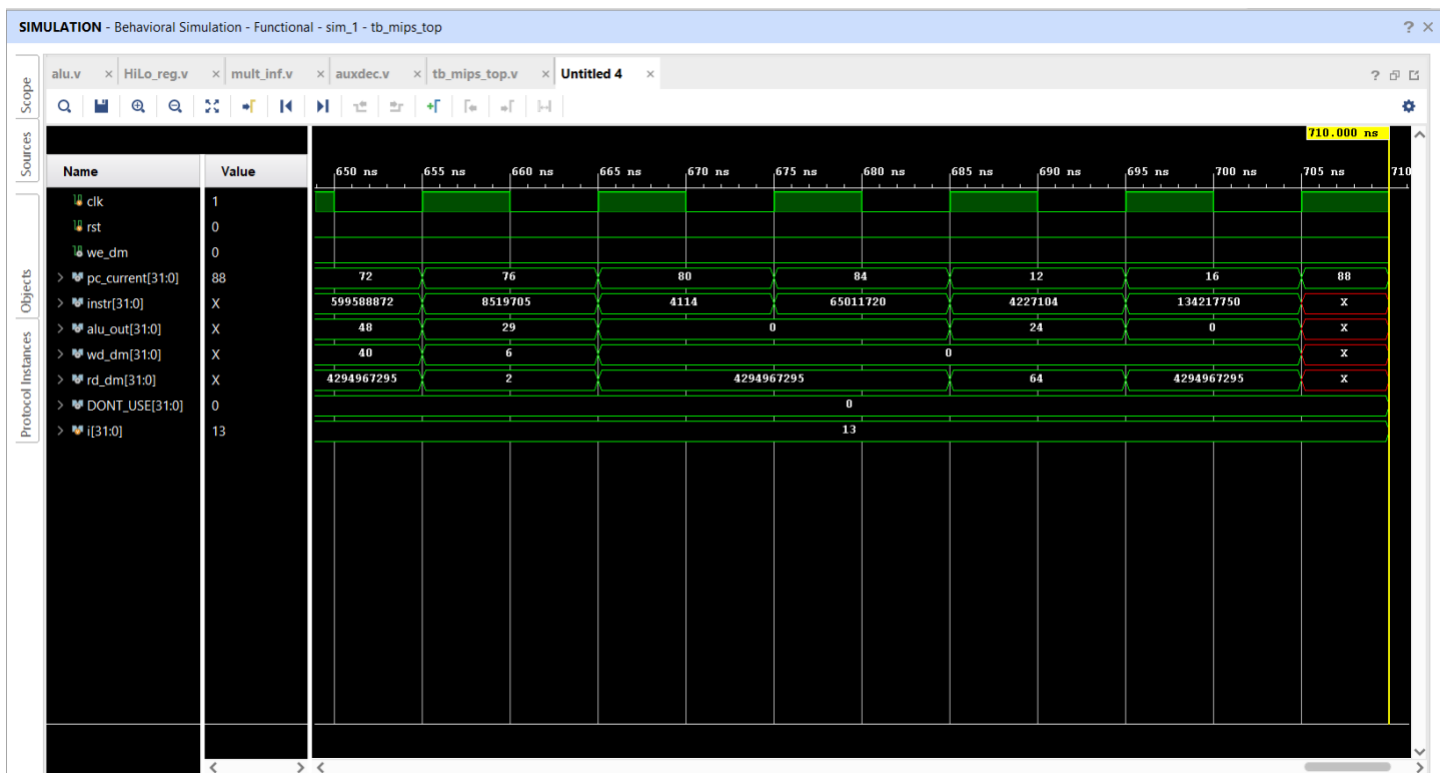 SIMULATION - Behavioral Simulation - Functional - sim_1 - tb_mips_top ? ×
alu.v × HiLo_reg.v × mult_inf.v × auxdec.v × tb_mips_top.v × Untitled 4 × ?
Scope
Sources
Objects
Protocol Instances
710.000 ns
Name Value 650 ns 655 ns 660 ns 665 ns 670 ns 675 ns 680 ns 685 ns 690 ns 695 ns 700 ns 705 ns 710
clk 1
rst 0
we_dm 0
pc_current[31:0] 88 72 76 80 84 12 16 88
instr[31:0] X 599588872 8519705 4114 65011720 4227104 134217750 X
alu_out[31:0] X 48 29 0 24 0 X
wd_dm[31:0] X 40 6 0 X
rd_dm[31:0] X 4294967295 2 4294967295 64 4294967295 X
DONT_USE[31:0] 0 0
i[31:0] 13 13